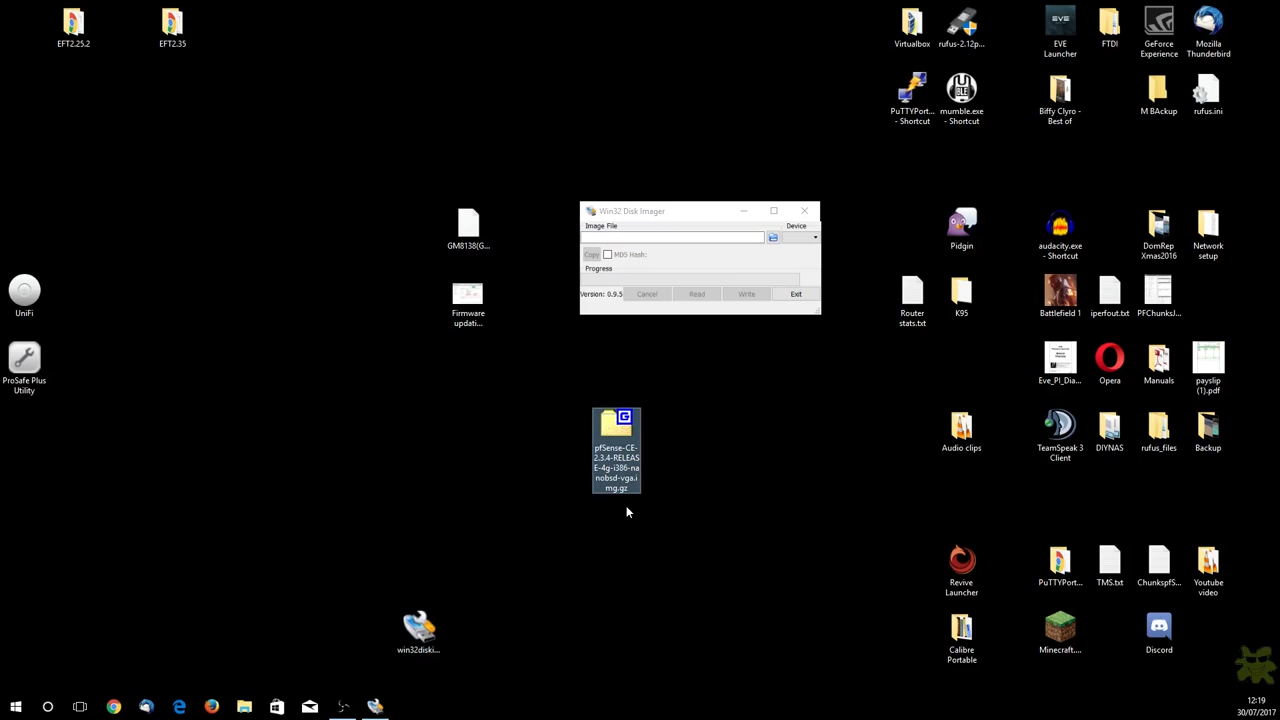 EFT2.25.2
EFT2.35
Virtualbox
rufus-2.12p...
EVE
Launcher
FTDI
GeForce
Experience
Mozilla
Thunderbird
PuTTYPort...
- Shortcut
mumble.exe
- Shortcut
Biffy Clyro -
Best of
M BAckup
rufus.ini
Win32 Disk Imager
Image File
Device
Copy
MD5 Hash:
Progress
Version: 0.9.5
Cancel
Read
Write
Exit
GM8138(G...
Pidgin
audacity.exe
- Shortcut
DomRep
Xmas2016
Network
setup
UniFi
Firmware
updati...
Router
stats.txt
K95
Battlefield 1
iperfout.txt
PFChunksJ...
ProSafe Plus
Utility
Eve_PI_Dia...
Opera
Manuals
payslip
(1).pdf
pfSense-CE-
2.3.4-RELEAS
E-4g-i386-na
nobsd-vga.i
mg.gz
Audio clips
TeamSpeak 3
Client
DIYNAS
rufus_files
Backup
Revive
Launcher
PuTTYPort...
TMS.txt
ChunkspfS...
Youtube
video
win32diski...
Calibre
Portable
Minecraft....
Discord
12:19
30/07/2017